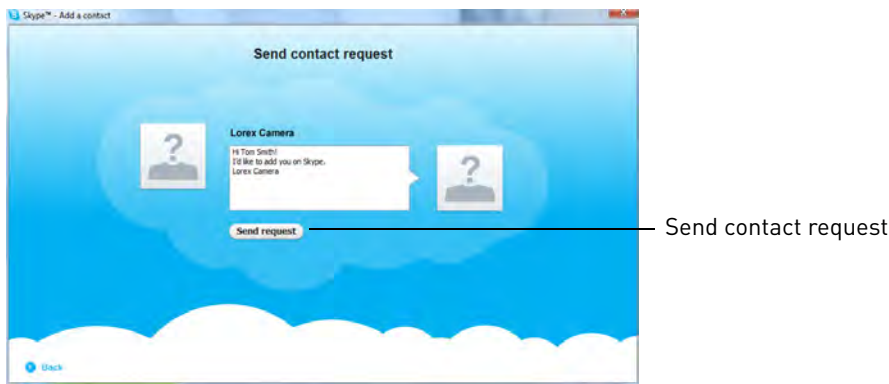 Skype™ - Add a contact
Send contact request
Lorex Camera
Hi Tom Smith!
I'd like to add you on Skype.
Lorex Camera
Send request
Send contact request
Back